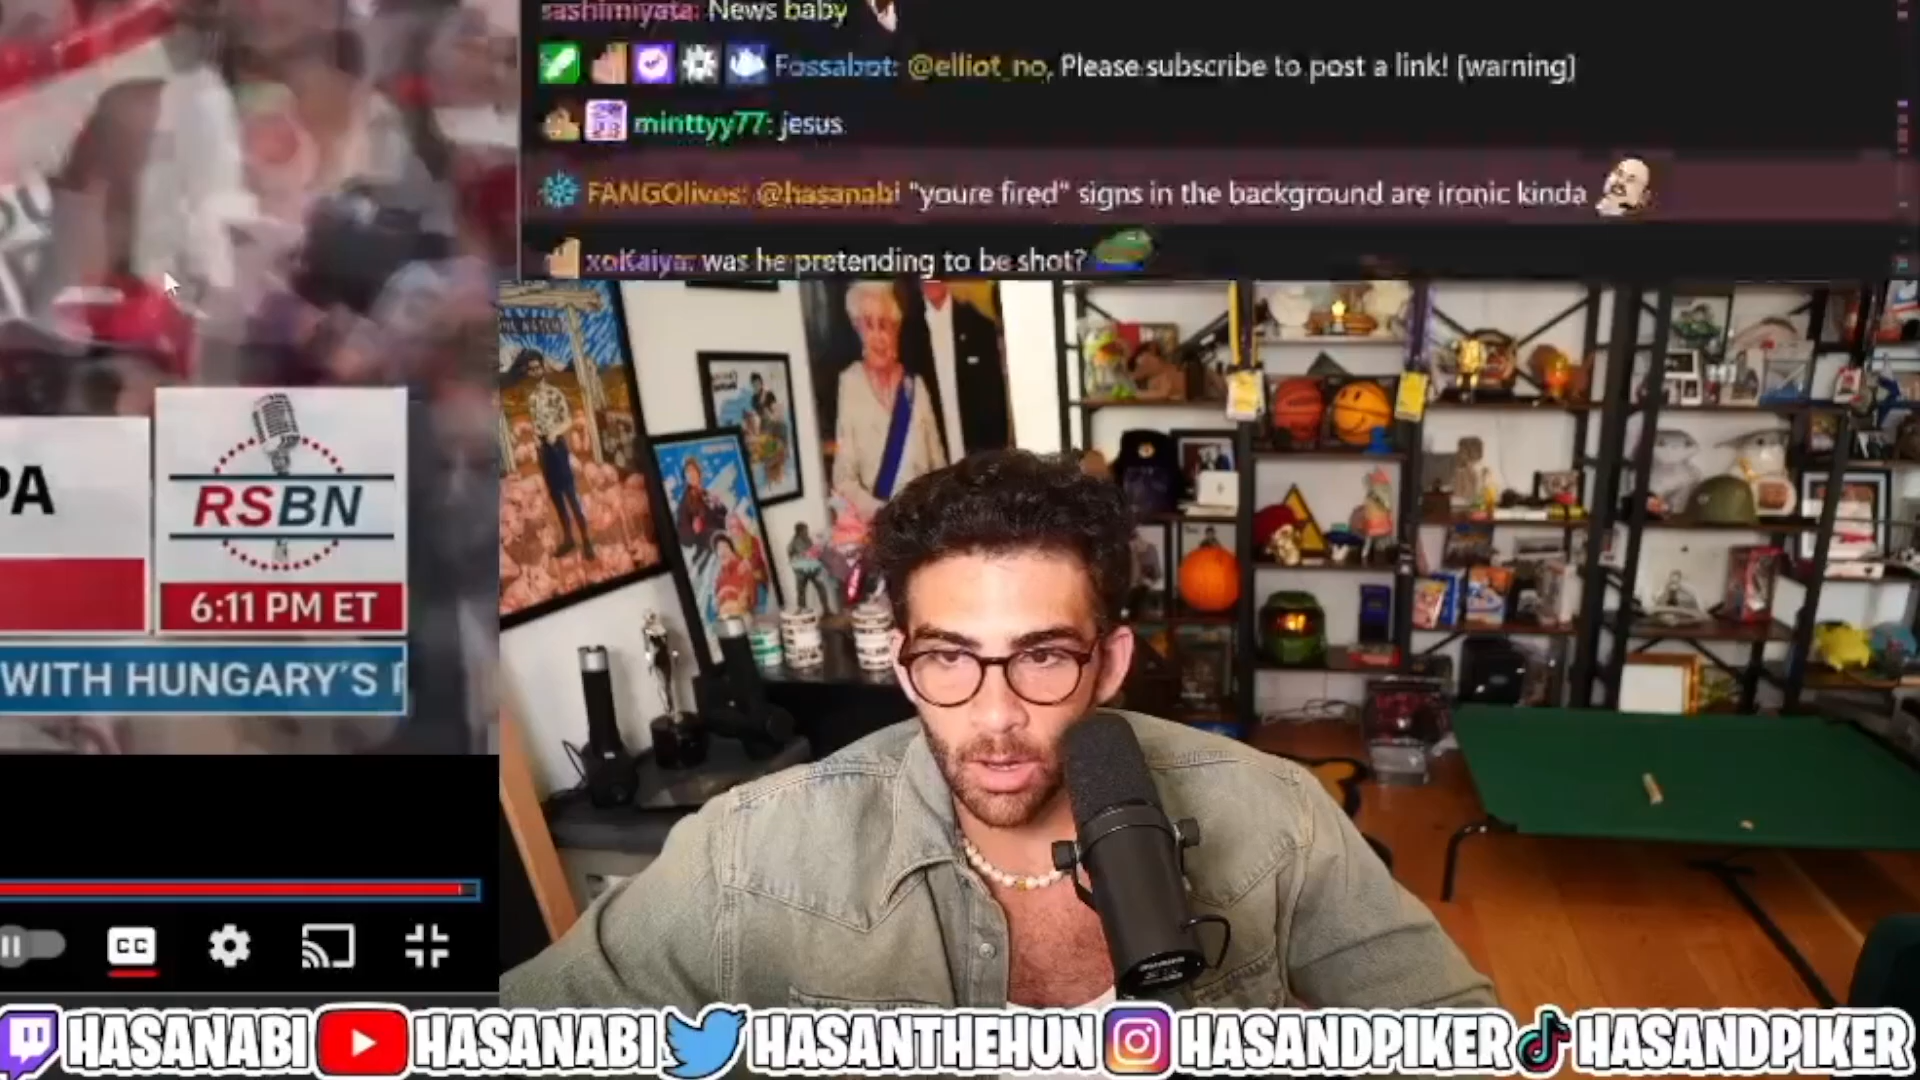 sashimiyata: News baby
Fossabot: @elliot_no, Please subscribe to post a link! [warning]
minttyy77: jesus
FANGOlives: @hasanabi "youre fired" signs in the background are ironic kinda
xoKaiya: was he pretending to be shot?
PA
RSBN
6:11 PM ET
WITH HUNGARY'S
CC
HASANABI HASANABI HASANTHEHUN HASANDPIKER HASANDPIKER